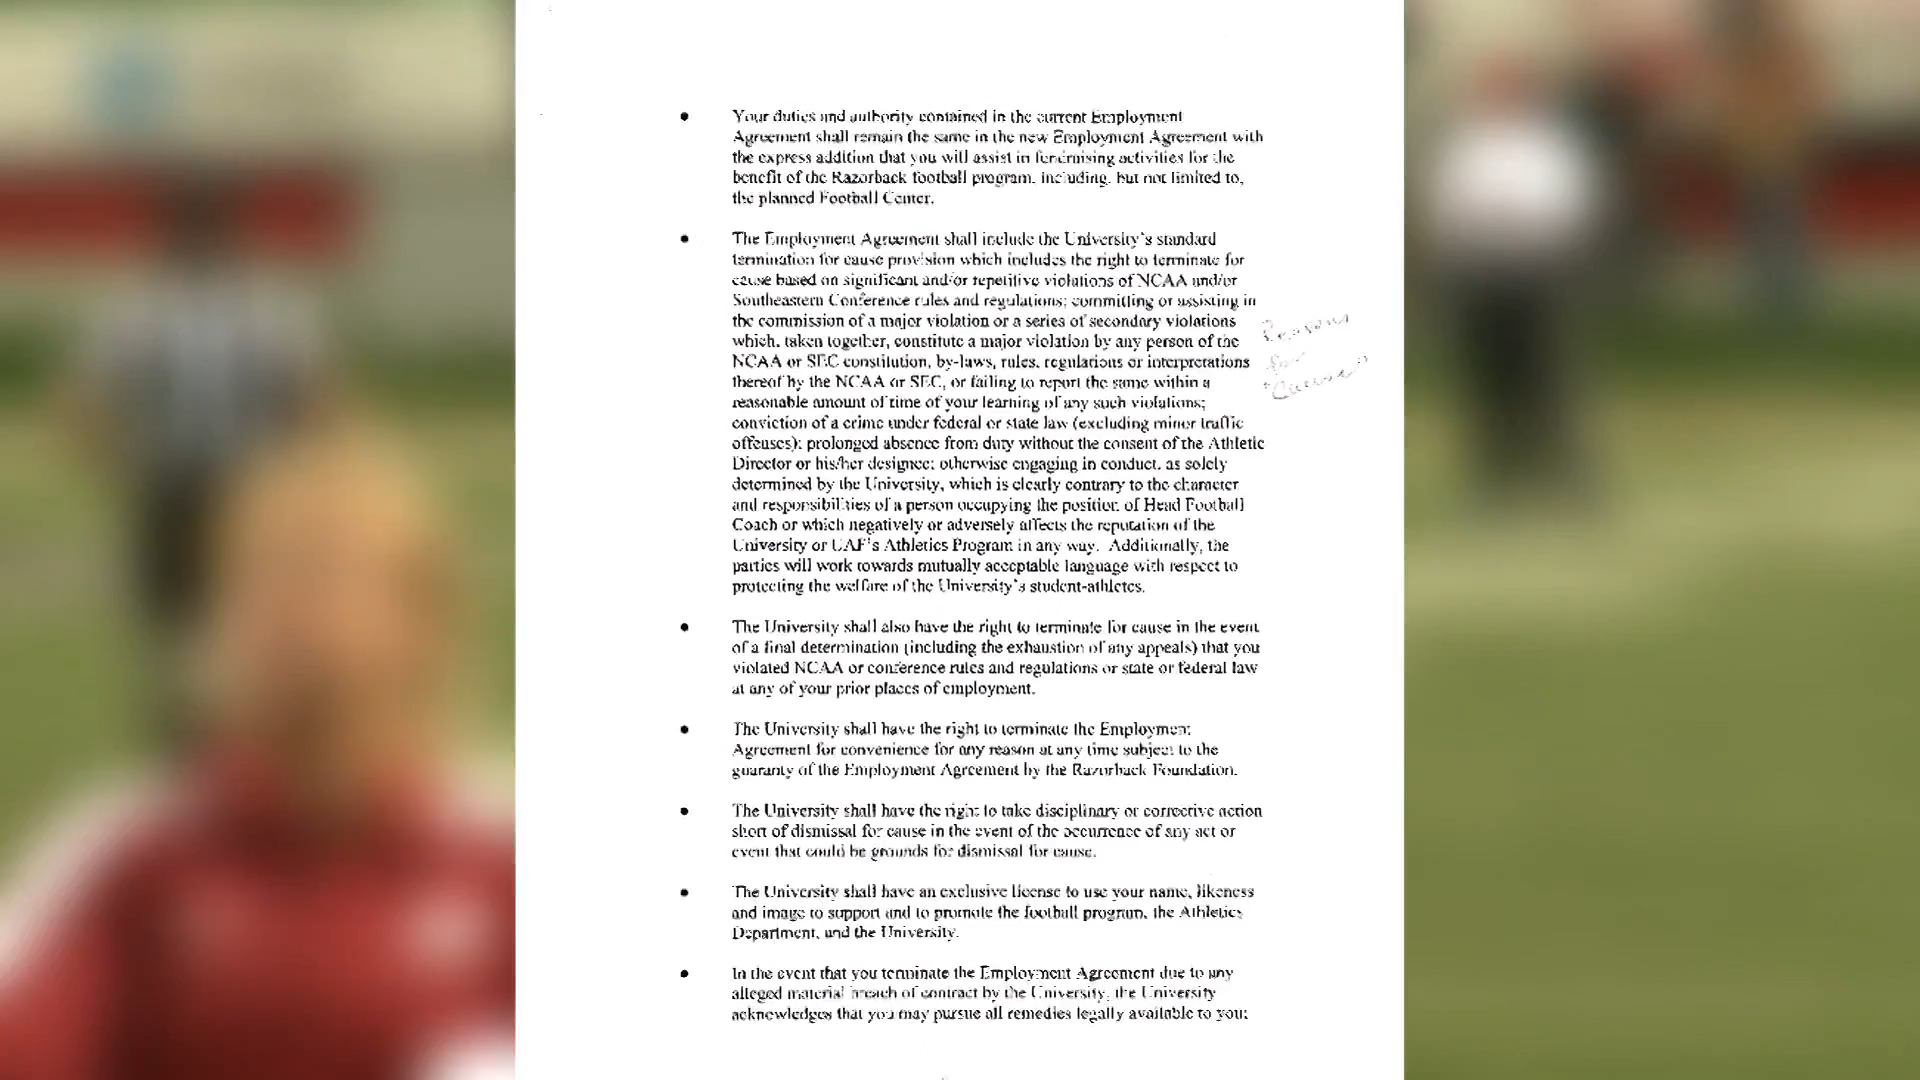 • Your duties and authority contained in the current Employment
Agreement shall remain the same in the new Employment Agreement with
the express addition that you will assist in fundraising activities for the
benefit of the Razorback football program, including, but not limited to,
the planned Football Center.
• The Employment Agreement shall include the University's standard
termination for cause provision which includes the right to terminate for
cause based on significant and/or repetitive violations of NCAA and/or
Southeastern Conference rules and regulations; committing or assisting in
the commission of a major violation or a series of secondary violations
which, taken together, constitute a major violation by any person of the
NCAA or SEC constitution, by-laws, rules, regulations or interpretations
thereof by the NCAA or SEC, or failing to report the same within a
reasonable amount of time of your learning of any such violations;
conviction of a crime under federal or state law (excluding minor traffic
offenses); prolonged absence from duty without the consent of the Athletic
Director or his/her designee; otherwise engaging in conduct, as solely
determined by the University, which is clearly contrary to the character
and responsibilities of a person occupying the position of Head Football
Coach or which negatively or adversely affects the reputation of the
University or UAF's Athletics Program in any way. Additionally, the
parties will work towards mutually acceptable language with respect to
protecting the welfare of the University's student-athletes.
Reasons
for
"Cause"
• The University shall also have the right to terminate for cause in the event
of a final determination (including the exhaustion of any appeals) that you
violated NCAA or conference rules and regulations or state or federal law
at any of your prior places of employment.
• The University shall have the right to terminate the Employment
Agreement for convenience for any reason at any time subject to the
guaranty of the Employment Agreement by the Razorback Foundation.
• The University shall have the right to take disciplinary or corrective action
short of dismissal for cause in the event of the occurrence of any act or
event that could be grounds for dismissal for cause.
• The University shall have an exclusive license to use your name, likeness
and image to support and to promote the football program, the Athletics
Department, and the University.
• In the event that you terminate the Employment Agreement due to any
alleged material breach of contract by the University, the University
acknowledges that you may pursue all remedies legally available to you;